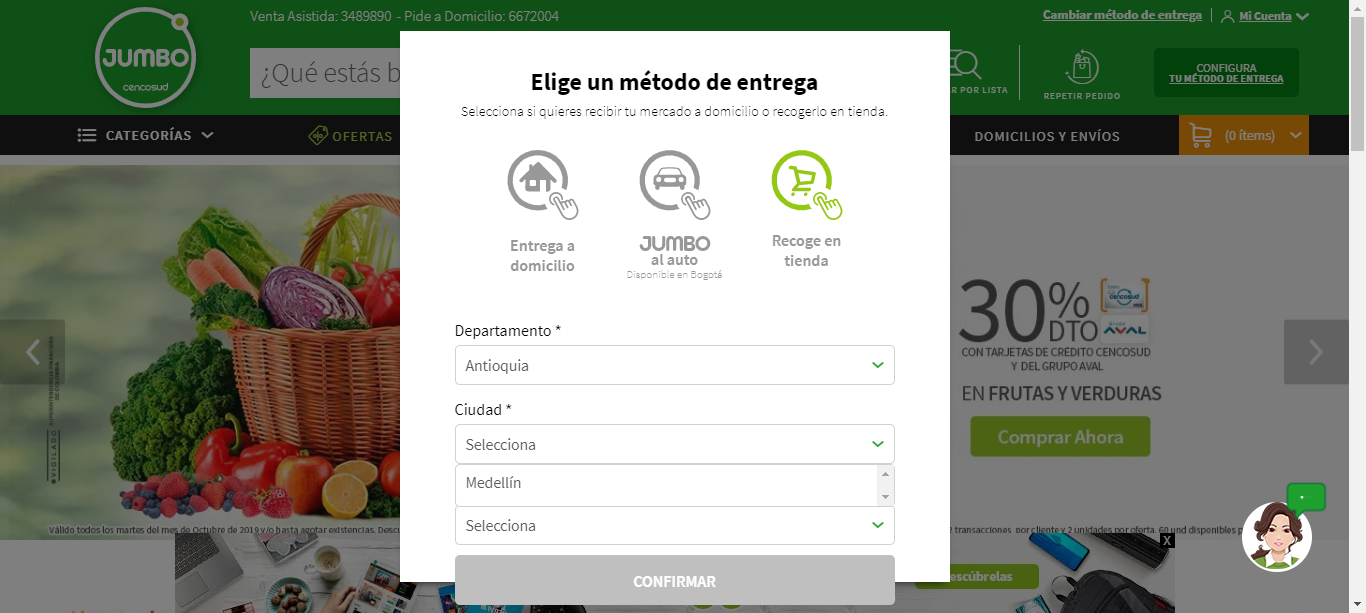 Venta Asistida: 3489890 - Pide a Domicilio: 6672004
Cambiar método de entrega
Mi Cuenta
JUMBO
cencosud
¿Qué estás b
R POR LISTA
REPETIR PEDIDO
CONFIGURA
TU MÉTODO DE ENTREGA
CATEGORÍAS
OFERTAS
DOMICILIOS Y ENVÍOS
(0 ítems)
Elige un método de entrega
Selecciona si quieres recibir tu mercado a domicilio o recogerlo en tienda.
Entrega a
domicilio
JUMBO
al auto
Disponible en Bogotá
Recoge en
tienda
Departamento *
Antioquia
Ciudad *
Selecciona
Medellín
Selecciona
CONFIRMAR
30%
DTO
cencosud
AVAL
CON TARJETAS DE CRÉDITO CENCOSUD
Y DEL GRUPO AVAL
EN FRUTAS Y VERDURAS
Comprar Ahora
VIGILADO
SUPERINTENDENCIA FINANCIERA
DE COLOMBIA
Válido todos los martes del mes de Octubre de 2019 y/o hasta agotar existencias. Descu
2 transacciones por cliente y 2 unidades por oferta. 60 und disponibles p
X
escúbrelas